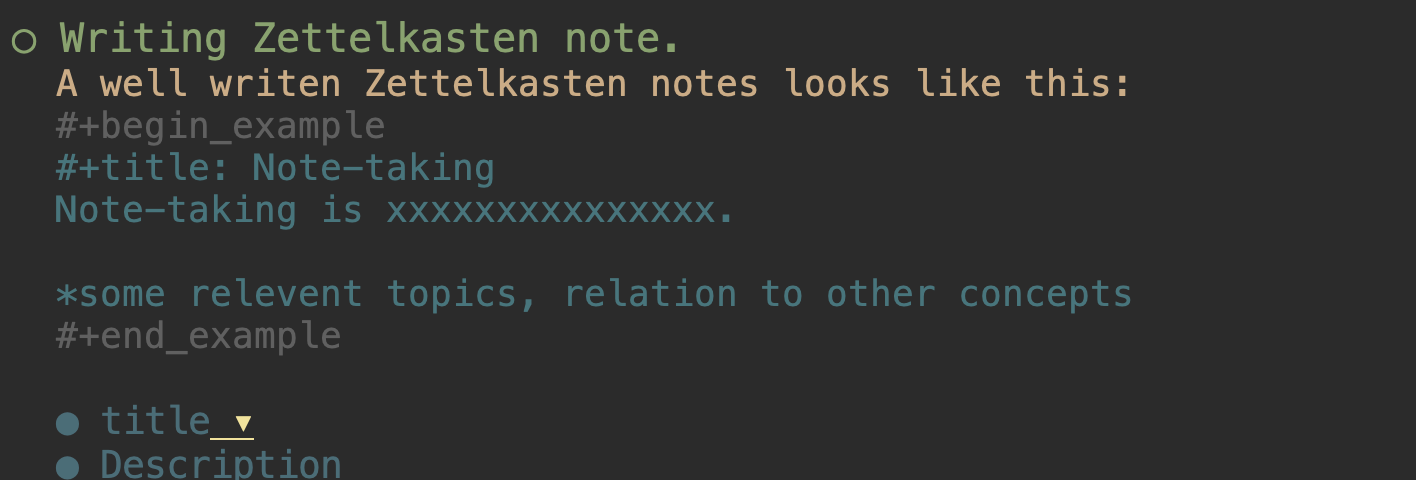 ○ Writing Zettelkasten note.
A well writen Zettelkasten notes looks like this:
#+begin_example
#+title: Note-taking
Note-taking is xxxxxxxxxxxxxxx.
*some relevent topics, relation to other concepts
#+end_example
● title ▼
● Description